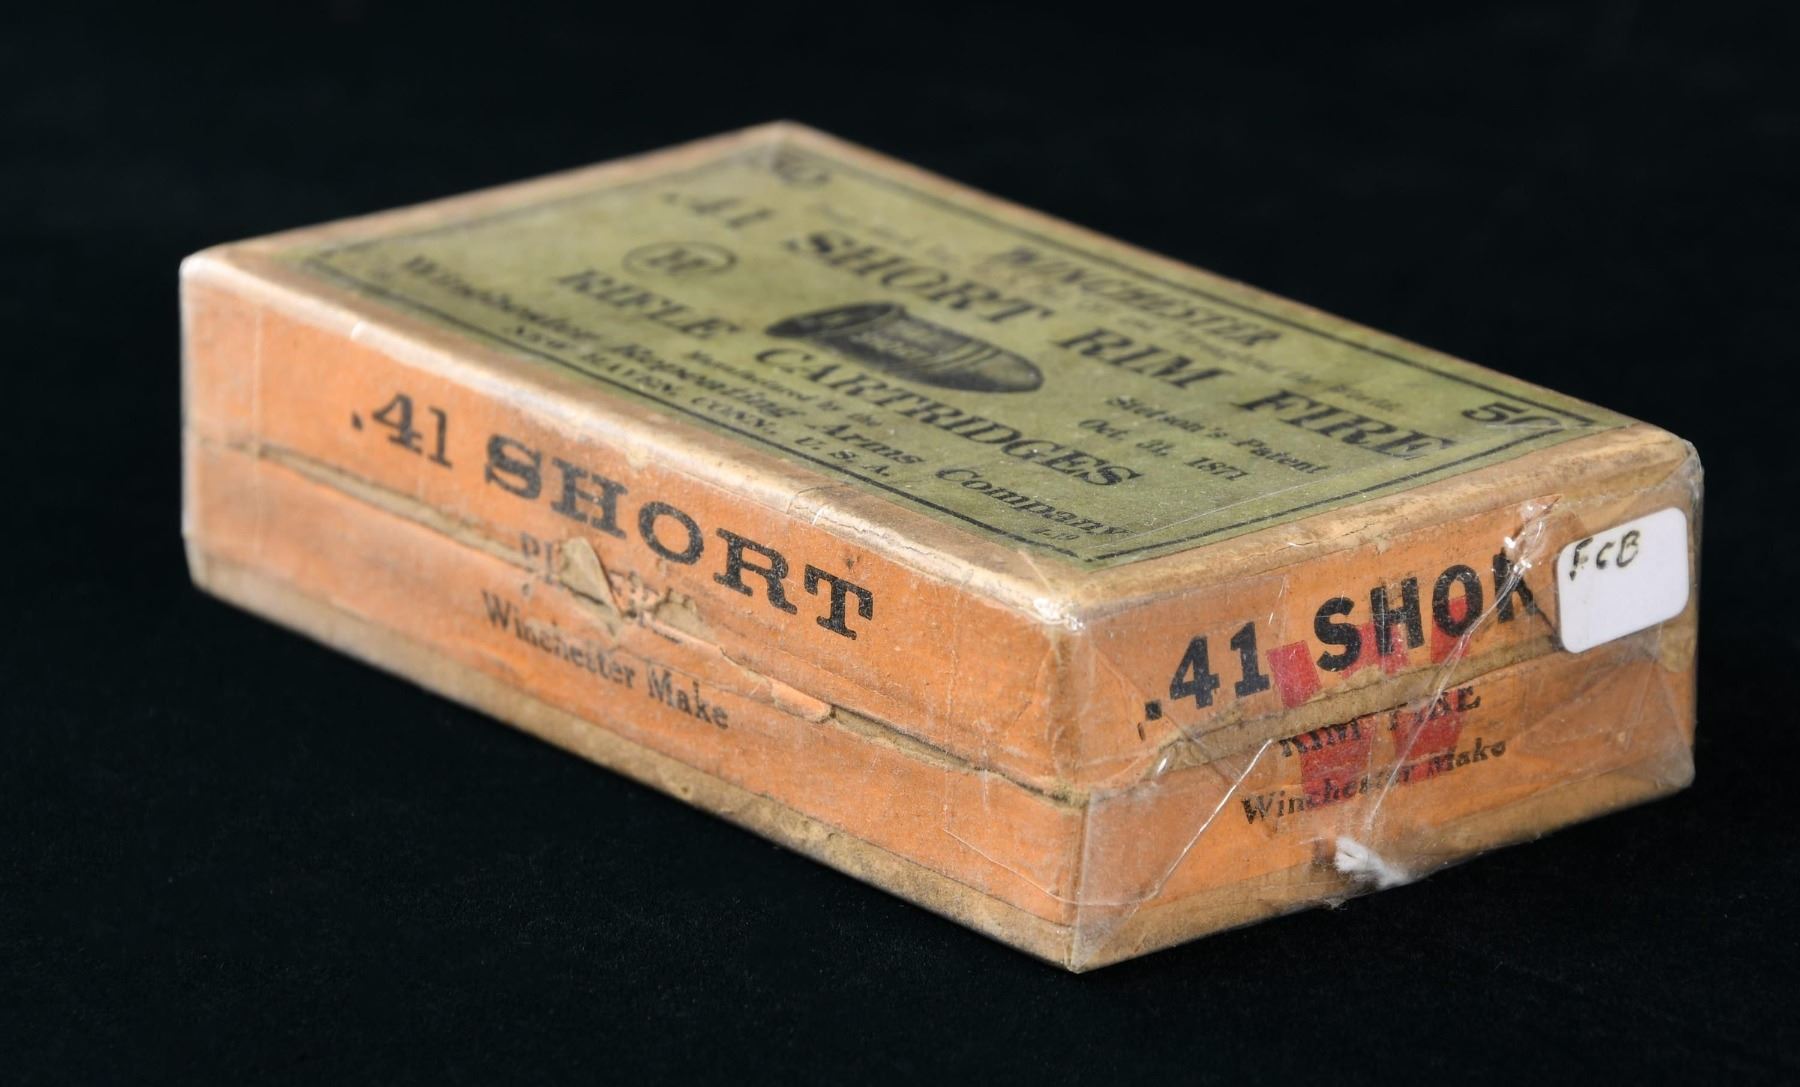 50
WINCHESTER
.41 SHORT RIM FIRE
RIFLE CARTRIDGES
Stetson's Patent
Oct. 31, 1871
Manufactured by the
Winchester Repeating Arms Company
NEW HAVEN, CONN., U. S. A.
.41 SHORT
Winchester Make
FCB
.41 SHOR
RIM FIRE
Winchester Make